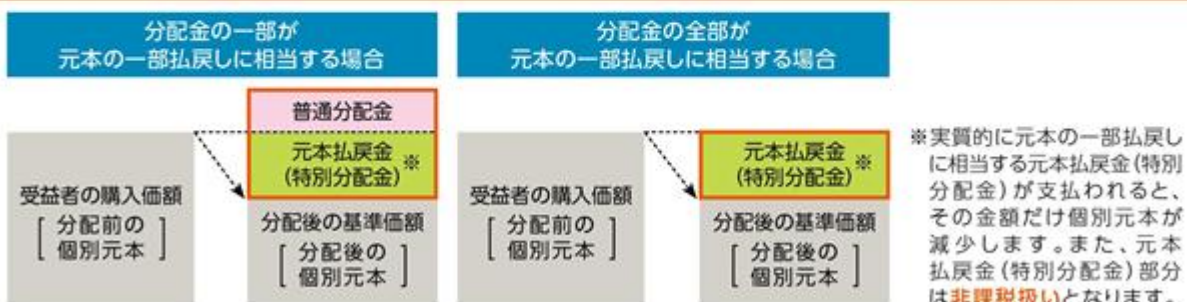 分配金の一部が
元本の一部払戻しに相当する場合
普通分配金
元本払戻金
(特別分配金)
※
受益者の購入価額
[ 分配前の
個別元本 ]
分配後の基準価額
[ 分配後の
個別元本 ]
分配金の全部が
元本の一部払戻しに相当する場合
元本払戻金
(特別分配金)
※
受益者の購入価額
[ 分配前の
個別元本 ]
分配後の基準価額
[ 分配後の
個別元本 ]
※実質的に元本の一部払戻し
に相当する元本払戻金(特別
分配金)が支払われると、
その金額だけ個別元本が
減少します。また、元本
払戻金(特別分配金)部分
は非課税扱いとなります。